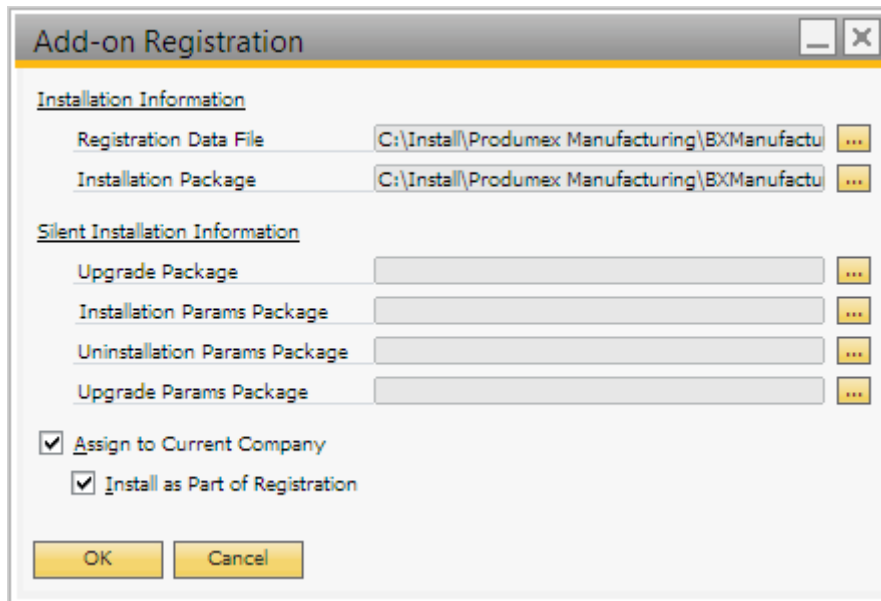 Add-on Registration
Installation Information
Registration Data File C:\Install\Produmex Manufacturing\BXManufactu ...
Installation Package C:\Install\Produmex Manufacturing\BXManufactu ...
Silent Installation Information
Upgrade Package ...
Installation Params Package ...
Uninstallation Params Package ...
Upgrade Params Package ...
Assign to Current Company
Install as Part of Registration
OK Cancel